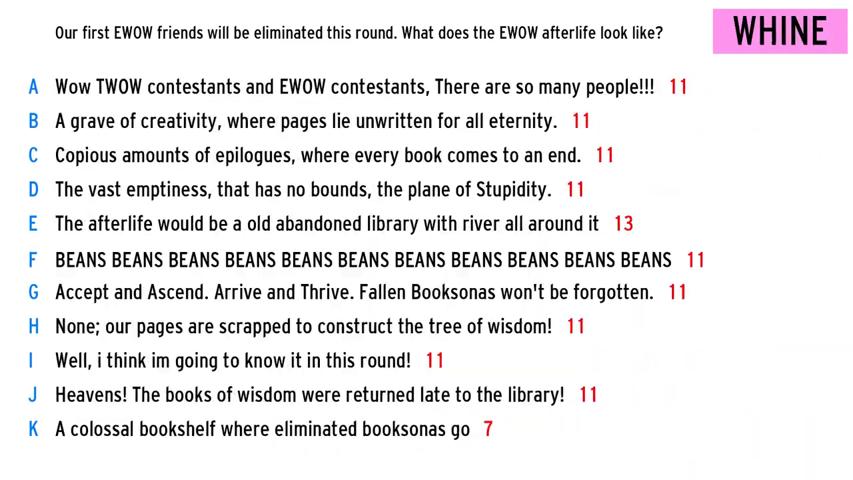 Our first EWOW friends will be eliminated this round. What does the EWOW afterlife look like?
WHINE
A Wow TWOW contestants and EWOW contestants, There are so many people!!! 11
B A grave of creativity, where pages lie unwritten for all eternity. 11
C Copious amounts of epilogues, where every book comes to an end. 11
D The vast emptiness, that has no bounds, the plane of Stupidity. 11
E The afterlife would be a old abandoned library with river all around it 13
F BEANS BEANS BEANS BEANS BEANS BEANS BEANS BEANS BEANS BEANS BEANS 11
G Accept and Ascend. Arrive and Thrive. Fallen Booksonas won't be forgotten. 11
H None; our pages are scrapped to construct the tree of wisdom! 11
I Well, i think im going to know it in this round! 11
J Heavens! The books of wisdom were returned late to the library! 11
K A colossal bookshelf where eliminated booksonas go 7